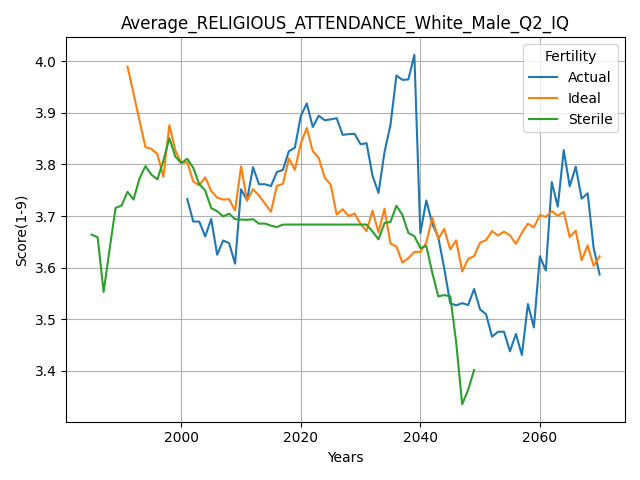 Average_RELIGIOUS_ATTENDANCE_White_Male_Q2_IQ
Fertility
Actual
Ideal
Sterile
Score(1-9)
4.0
3.9
3.8
3.7
3.6
3.5
3.4
2000 2020 2040 2060
Years